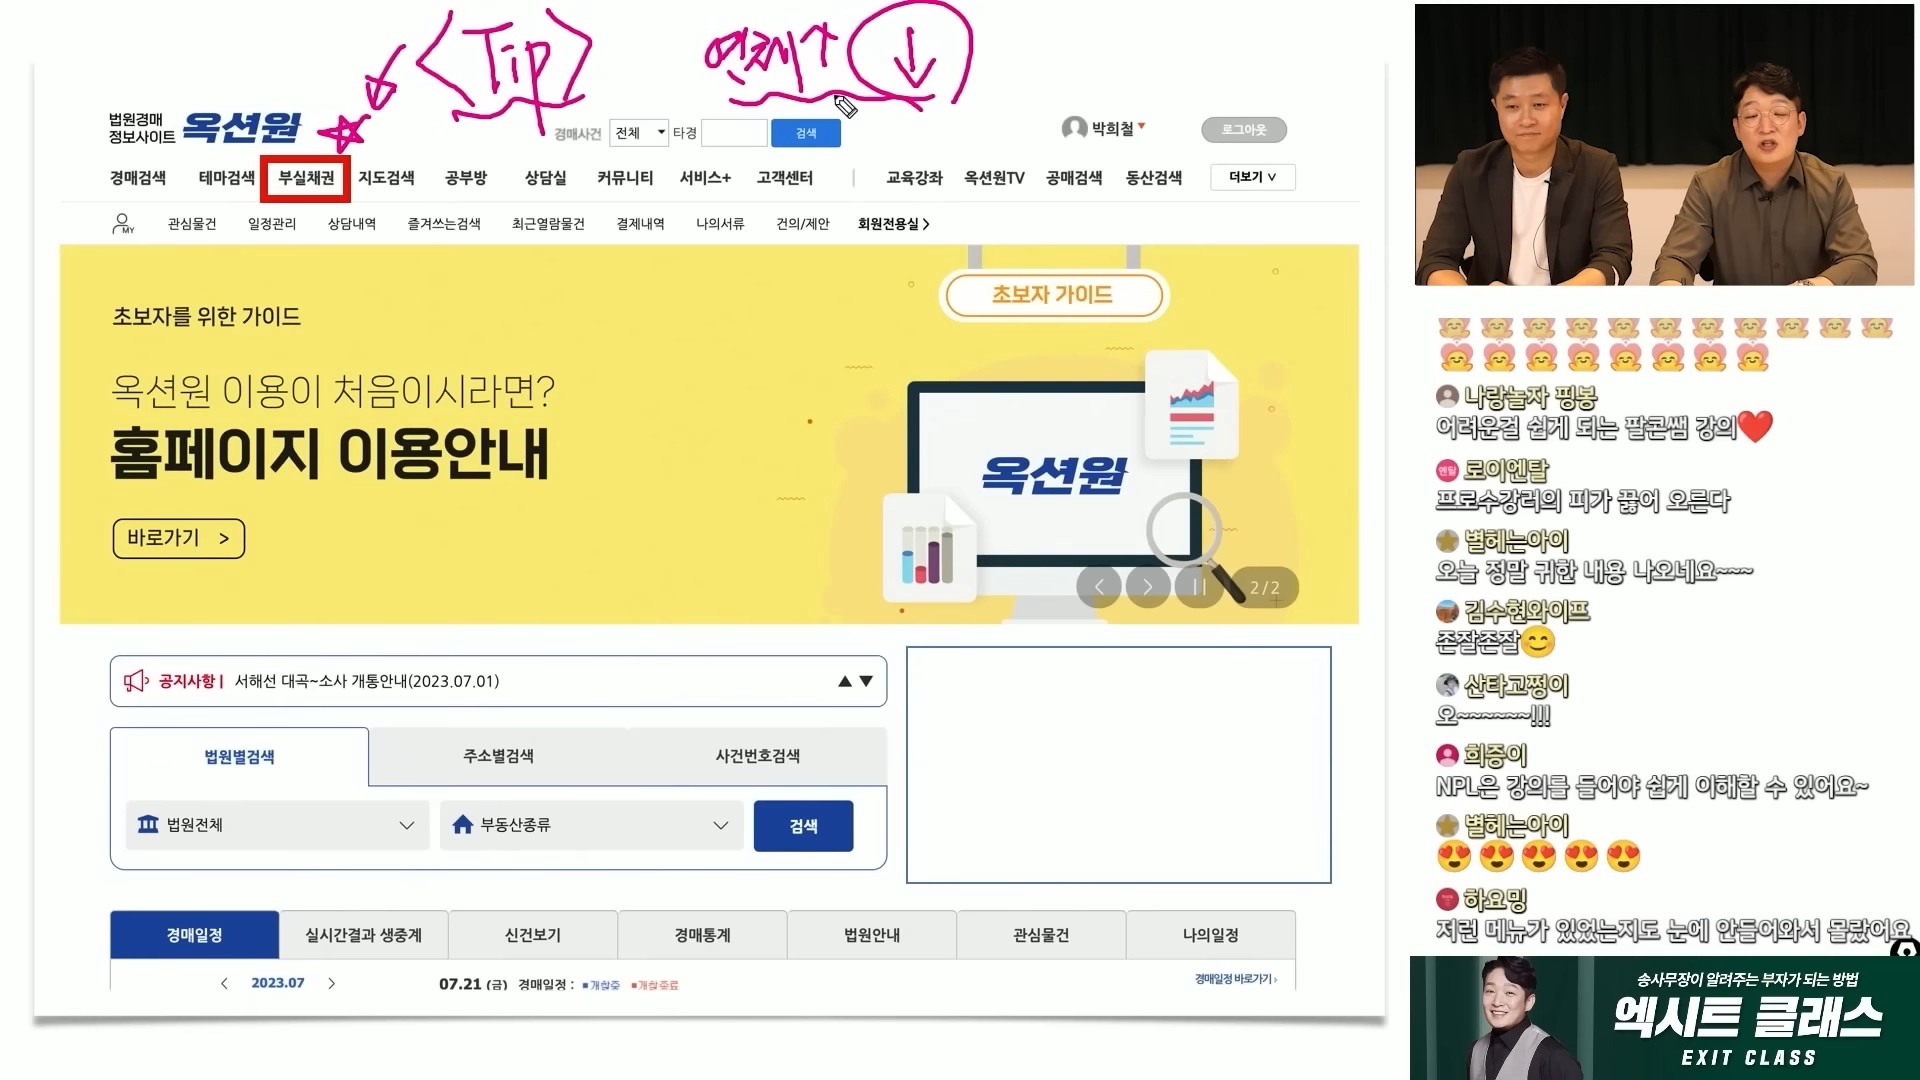 <Tip>
연체↑ ↓
법원경매
정보사이트 옥션원
경매사건 전체 타경 검색
박희철 로그아웃
경매검색 테마검색 부실채권 지도검색 공부방 상담실 커뮤니티 서비스+ 고객센터 | 교육강좌 옥션원TV 공매검색 동산검색 더보기 ∨
MY 관심물건 일정관리 상담내역 즐겨쓰는검색 최근열람물건 결제내역 나의서류 건의/제안 회원전용실 >
초보자 가이드
초보자를 위한 가이드
옥션원 이용이 처음이시라면?
홈페이지 이용안내
바로가기 >
옥션원
2/2
공지사항 | 서해선 대곡~소사 개통안내(2023.07.01) ▲▼
법원별검색 주소별검색 사건번호검색
법원전체 부동산종류 검색
경매일정 실시간결과 생중계 신건보기 경매통계 법원안내 관심물건 나의일정
< 2023.07 > 07.21 (금) 경매일정 : ■개찰중 ■개찰종료 경매일정 바로가기 >
나랑놀자 핑봉
어려운걸 쉽게 되는 팔콘쌤 강의❤️
엔탈 로이엔탈
프로수강러의 피가 끓어 오른다
별헤는아이
오늘 정말 귀한 내용 나오네요~~~
김수현와이프
존잘존잘😊
산타고쩡이
오~~~~~~!!!
희증이
NPL은 강의를 들어야 쉽게 이해할 수 있어요~
별헤는아이
😍😍😍😍😍
하요밍
저런 메뉴가 있었는지도 눈에 안들어와서 몰랐어요
송사무장이 알려주는 부자가 되는 방법
엑시트 클래스
EXIT CLASS